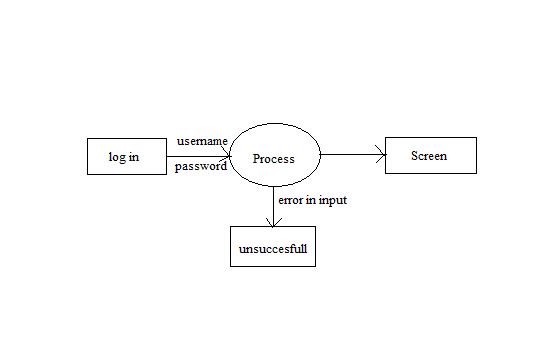 username
log in
password
Process
Screen
error in input
unsuccesfull